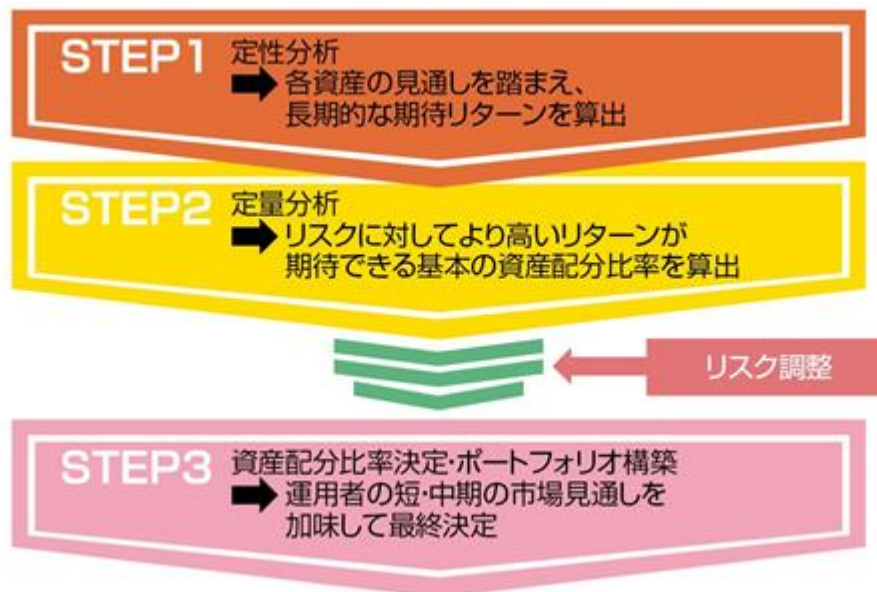 STEP1 定性分析
➡ 各資産の見通しを踏まえ、
長期的な期待リターンを算出
STEP2 定量分析
➡ リスクに対してより高いリターンが
期待できる基本の資産配分比率を算出
リスク調整
STEP3 資産配分比率決定・ポートフォリオ構築
➡ 運用者の短・中期の市場見通しを
加味して最終決定